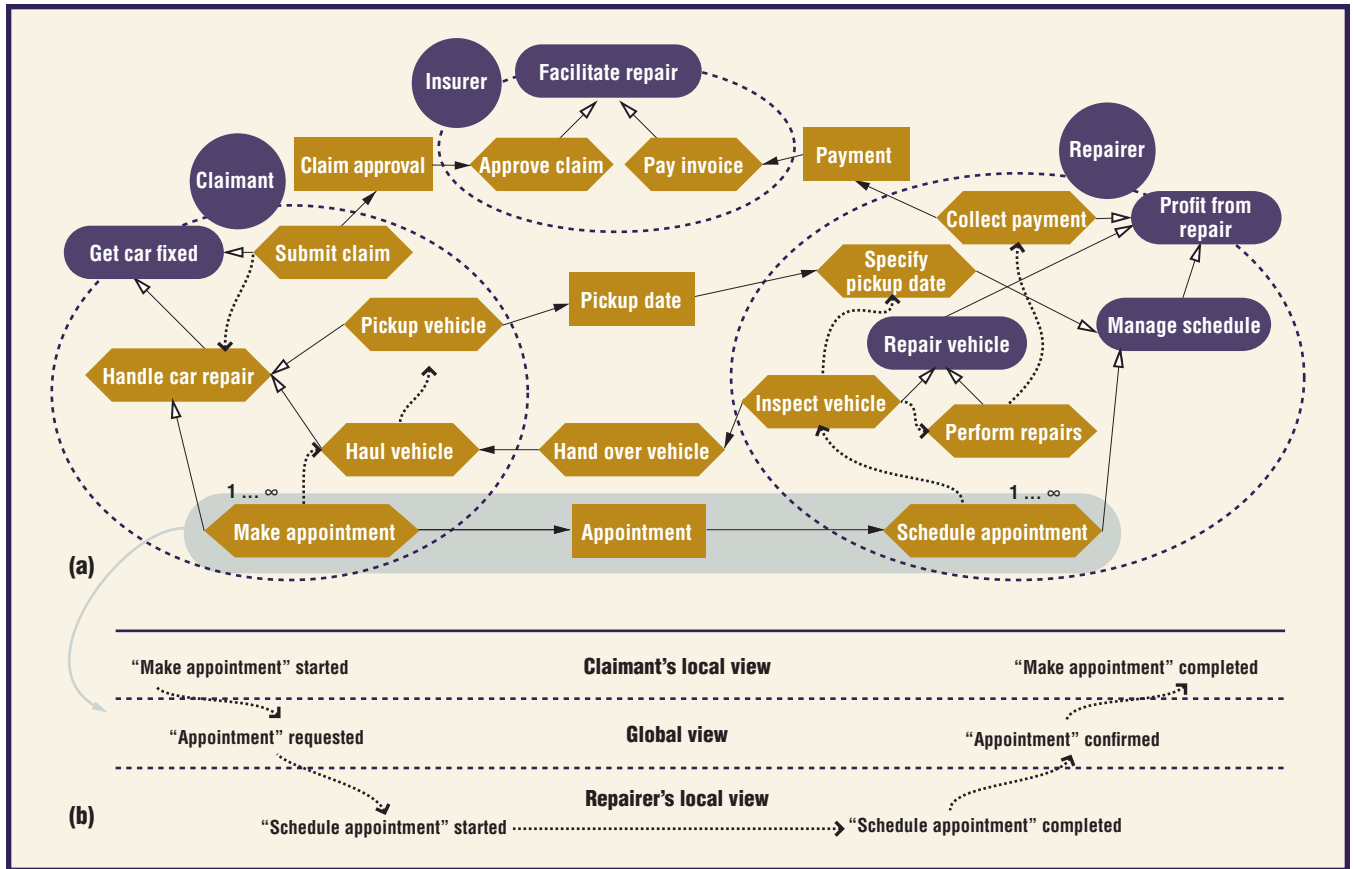 Insurer
Facilitate repair
Claimant
Claim approval
Approve claim
Pay invoice
Payment
Repairer
Get car fixed
Submit claim
Collect payment
Profit from
repair
Pickup vehicle
Pickup date
Specify
pickup date
Handle car repair
Repair vehicle
Manage schedule
Haul vehicle
Hand over vehicle
Inspect vehicle
Perform repairs
1 ... ∞
1 ... ∞
Make appointment
Appointment
Schedule appointment
(a)
“Make appointment” started
Claimant's local view
“Make appointment” completed
“Appointment” requested
Global view
“Appointment” confirmed
Repairer's local view
(b)
“Schedule appointment” started
“Schedule appointment” completed